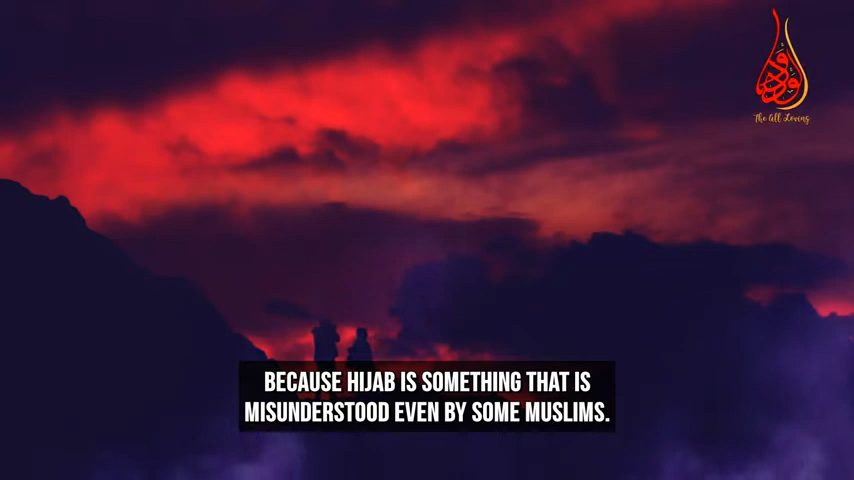 The All Loving
BECAUSE HIJAB IS SOMETHING THAT IS
MISUNDERSTOOD EVEN BY SOME MUSLIMS.